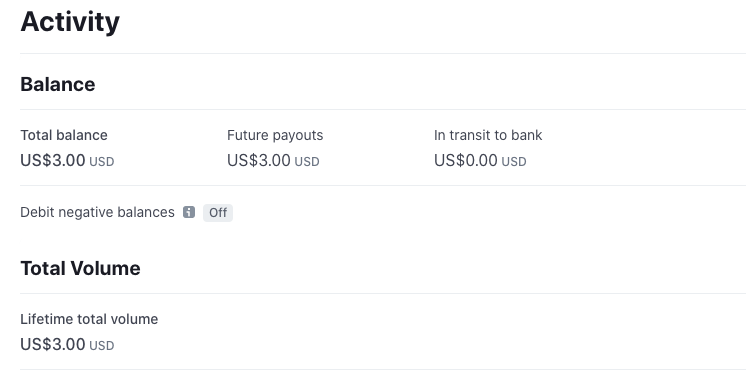 Activity
Balance
Total balance Future payouts In transit to bank
US$3.00 USD US$3.00 USD US$0.00 USD
Debit negative balances Off
Total Volume
Lifetime total volume
US$3.00 USD